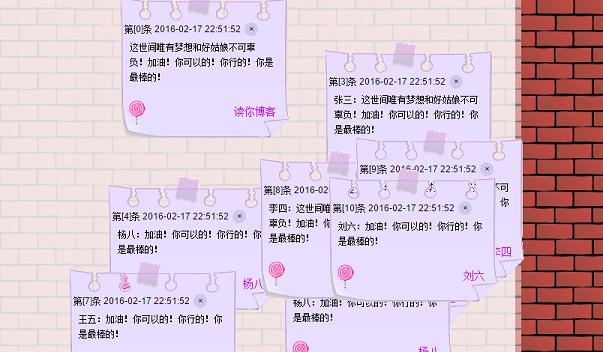 第[0]条 2016-02-17 22:51:52 ×
这世间唯有梦想和好姑娘不可辜
负！加油！你可以的！你行的！你是
最棒的！
读你博客
第[3]条 2016-02-17 22:51:52 ×
张三：这世间唯有梦想和好姑娘不可
辜负！加油！你可以的！你行的！你
是最棒的！
第[9]条 2016-02-17 22:51:52 ×
不可
你
李四
第[8]条 2016-02
李四：这世间唯
辜负！加油！你
是最棒的！
第[10]条 2016-02-17 22:51:52 ×
刘六：加油！你可以的！你行的！你
是最棒的！
刘六
第[4]条 2016-02-17 22:51:52 ×
杨八：加油！你可以的！你行的！你
是最棒的！
杨八
第[7]条 2016-02-17 22:51:52 ×
王五：加油！你可以的！你行的！你
是最棒的！
杨八：加油！你可以的！你行的！你
是最棒的！
杨八